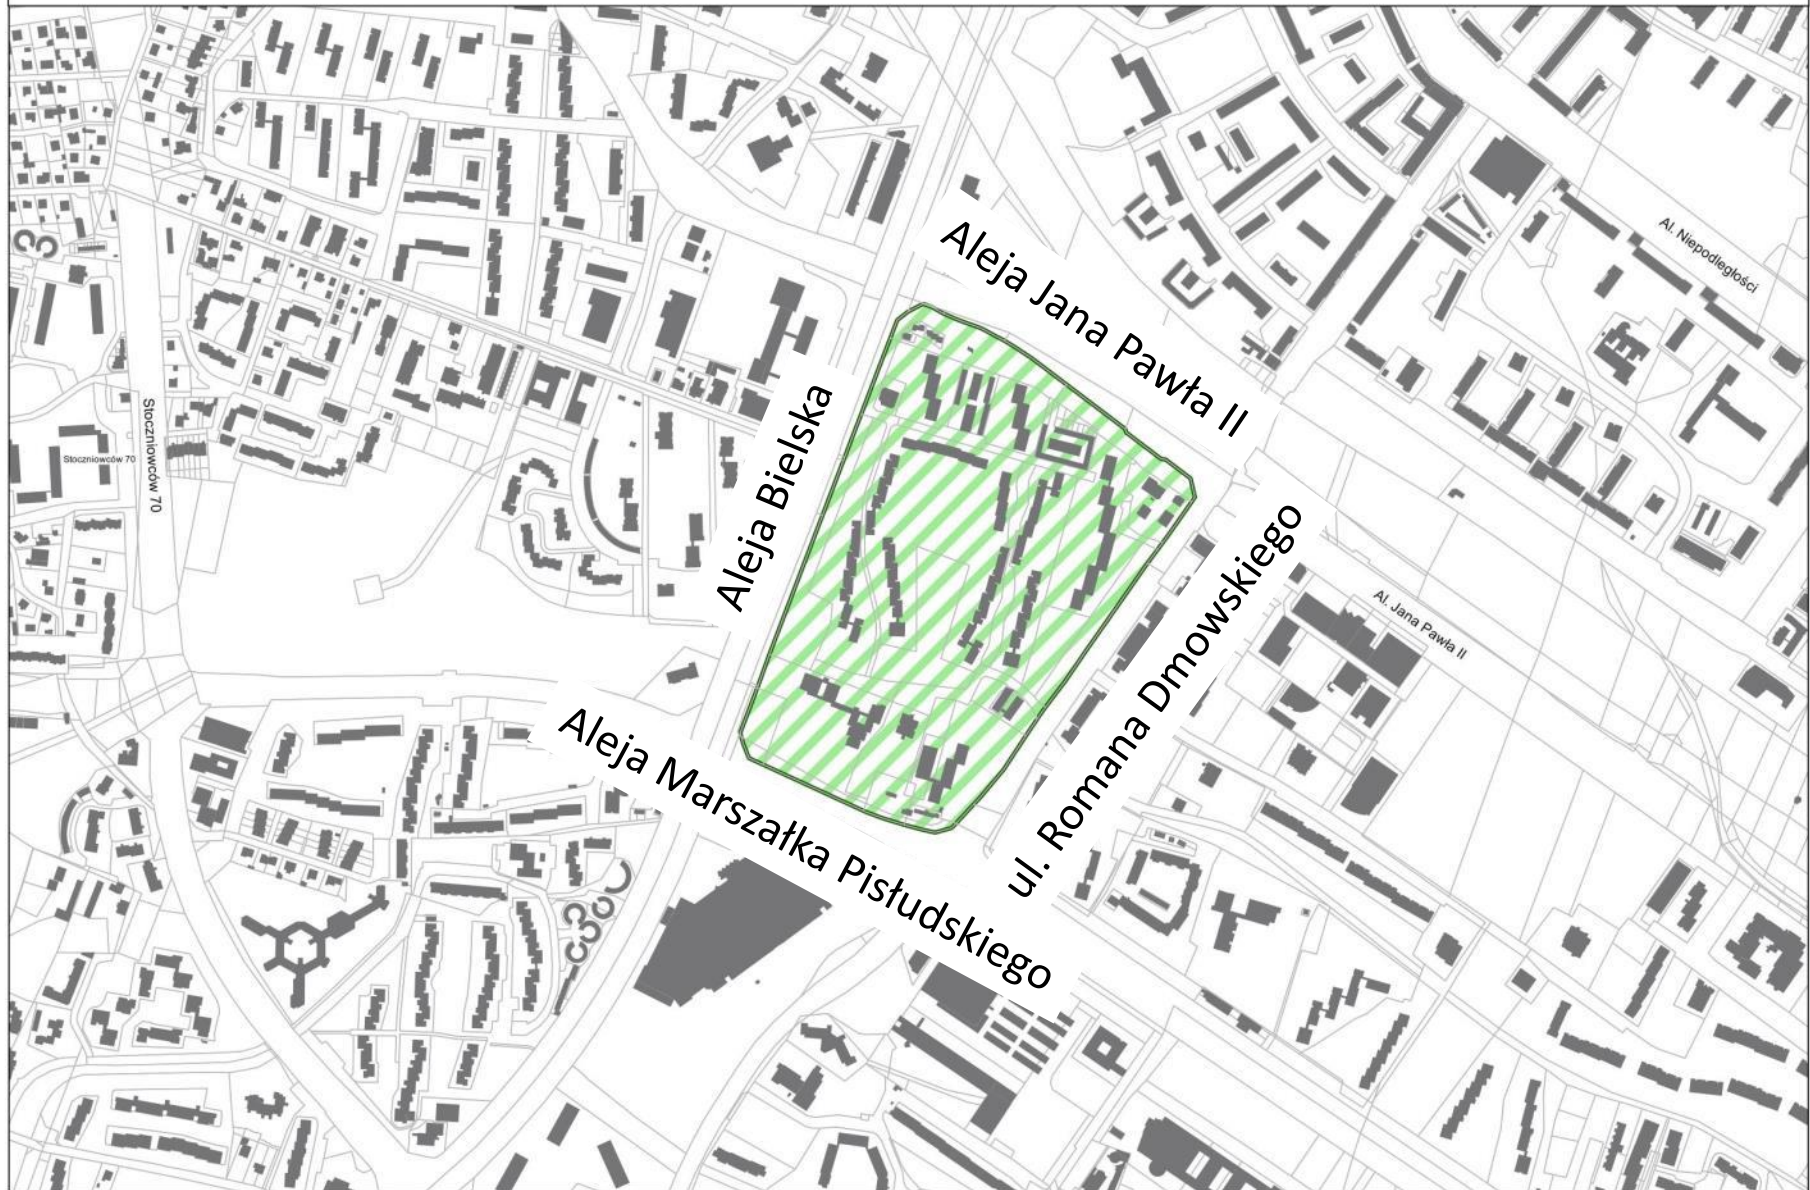 Aleja Jana Pawła II
Al. Niepodległości
Aleja Bielska
Stoczniowców 70
Stoczniowców 70
ul. Romana Dmowskiego
Al. Jana Pawła II
Aleja Marszałka Pisłudskiego